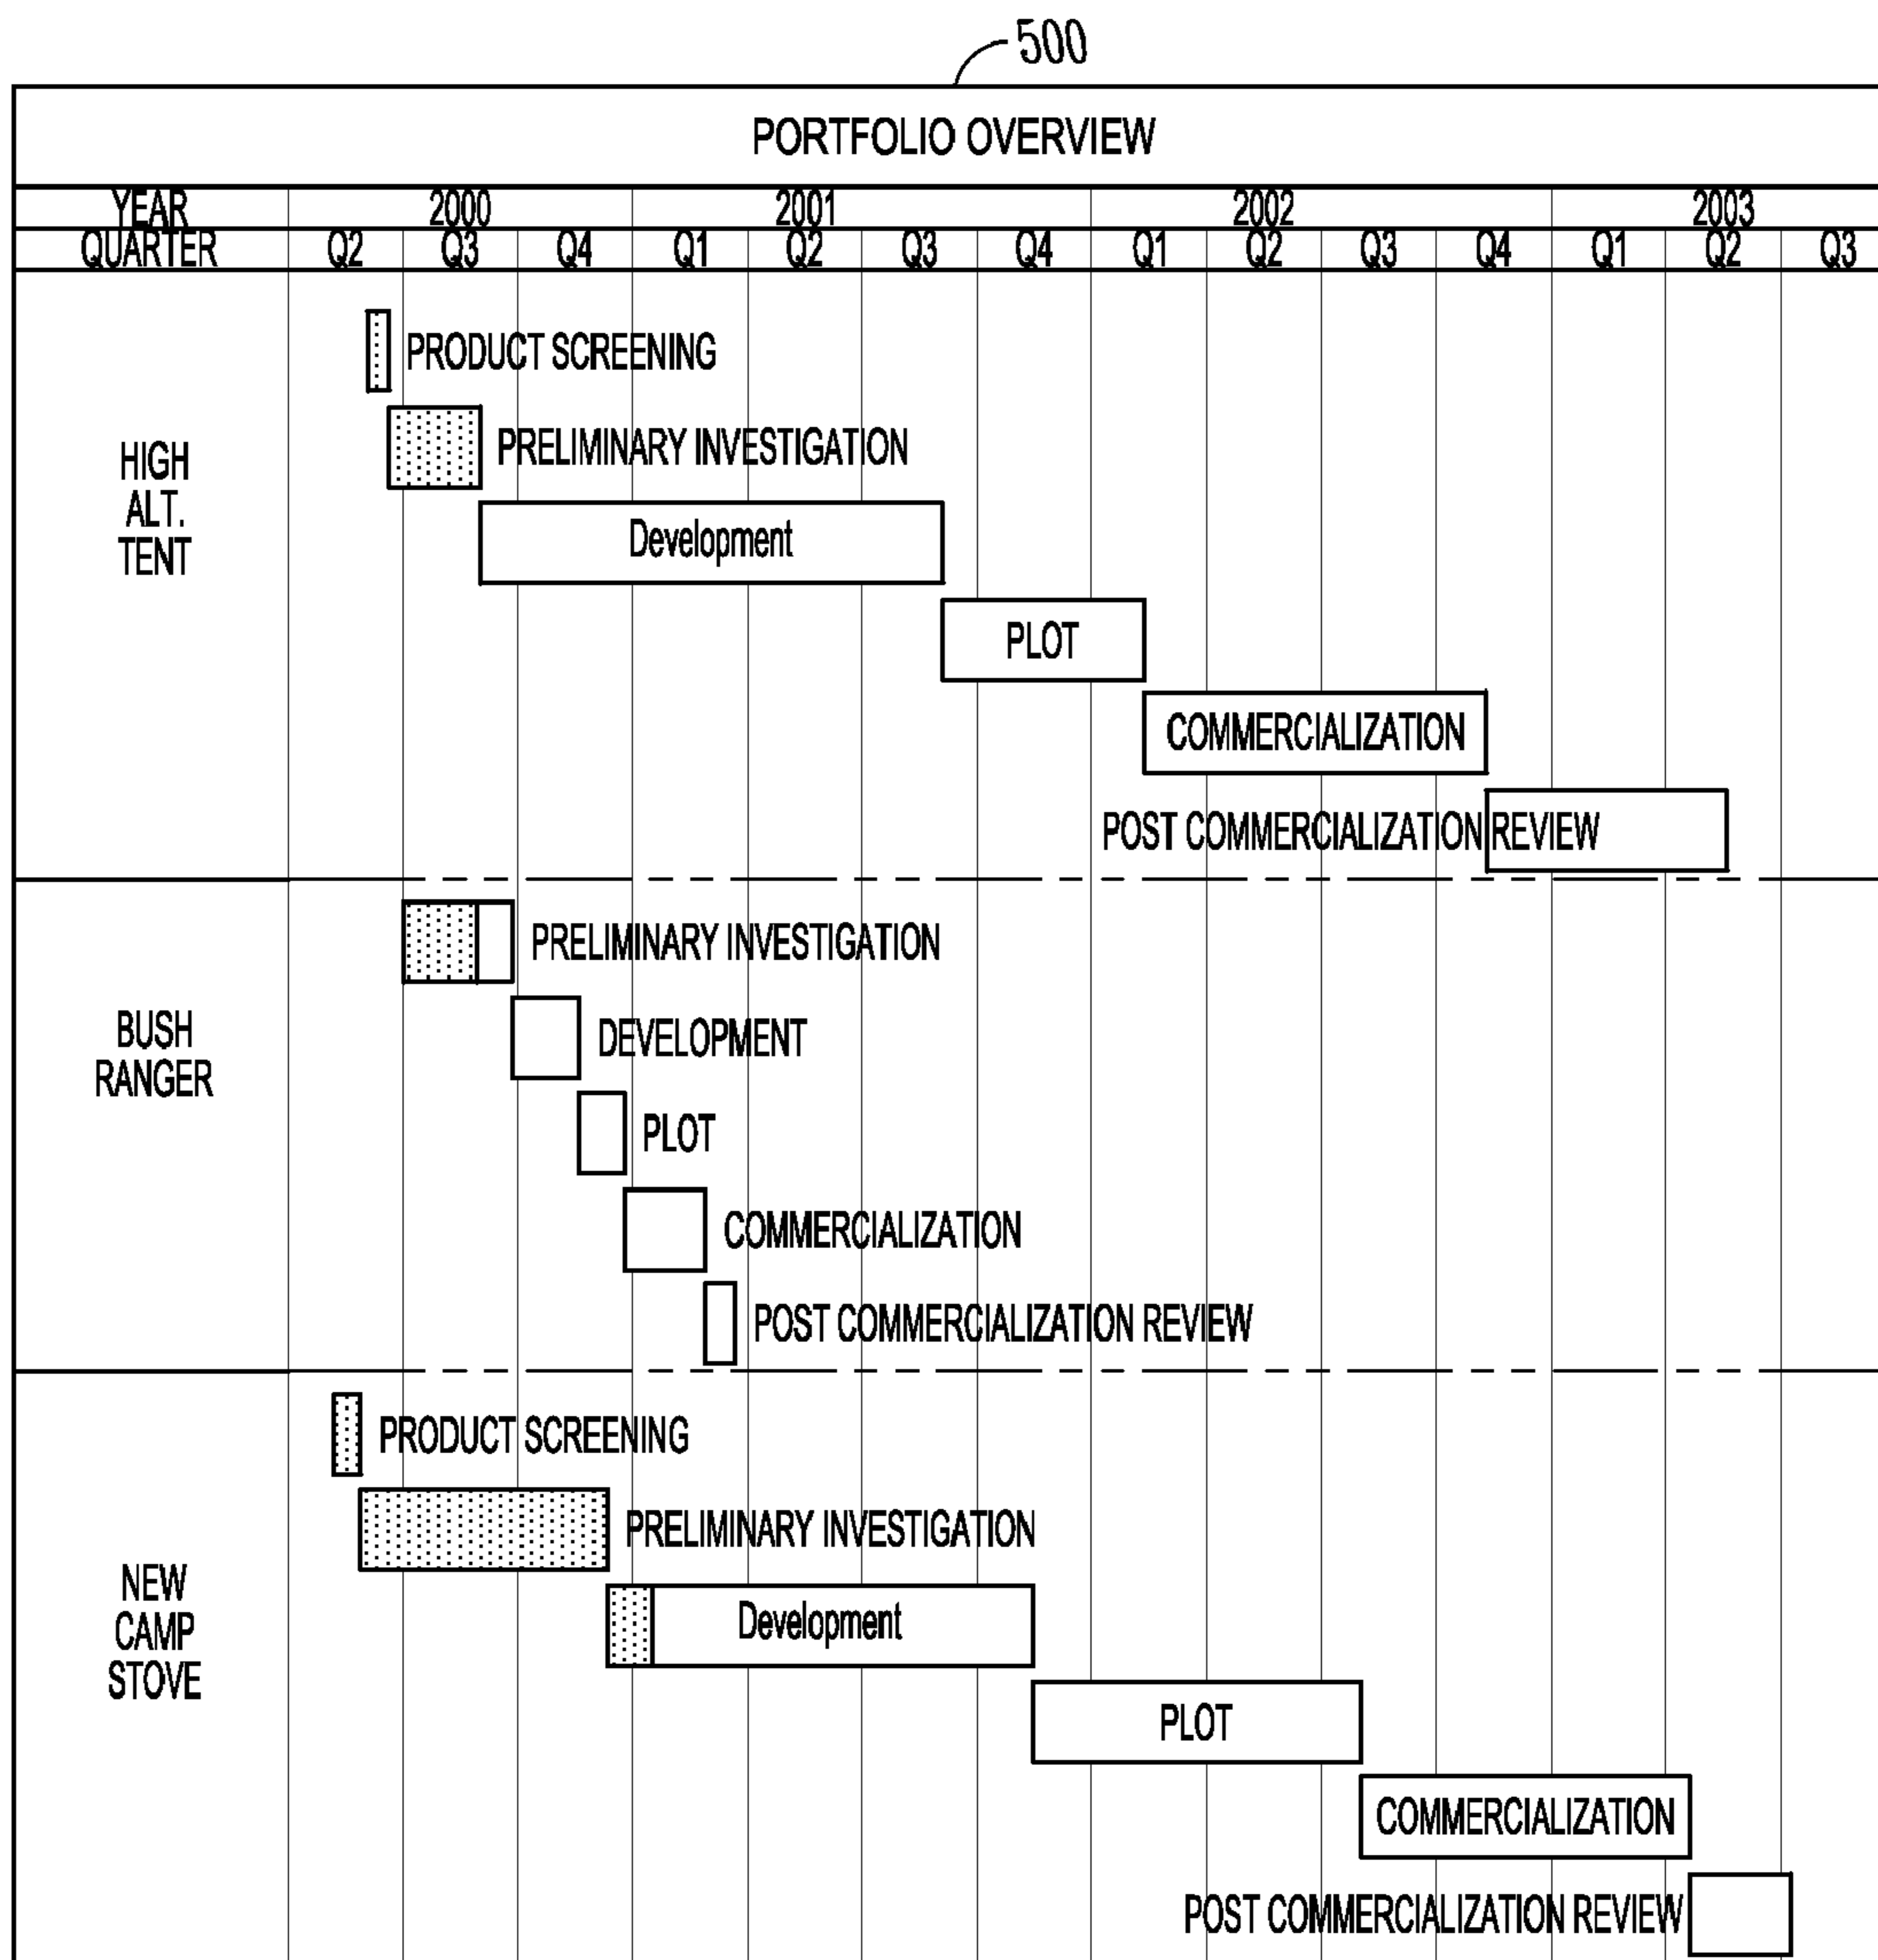 500
PORTFOLIO OVERVIEW
YEAR 2000 2001 2002 2003
QUARTER Q2 Q3 Q4 Q1 Q2 Q3 Q4 Q1 Q2 Q3 Q4 Q1 Q2 Q3
HIGH
ALT.
TENT
PRODUCT SCREENING
PRELIMINARY INVESTIGATION
Development
PLOT
COMMERCIALIZATION
POST COMMERCIALIZATION REVIEW
BUSH
RANGER
PRELIMINARY INVESTIGATION
DEVELOPMENT
PLOT
COMMERCIALIZATION
POST COMMERCIALIZATION REVIEW
NEW
CAMP
STOVE
PRODUCT SCREENING
PRELIMINARY INVESTIGATION
Development
PLOT
COMMERCIALIZATION
POST COMMERCIALIZATION REVIEW